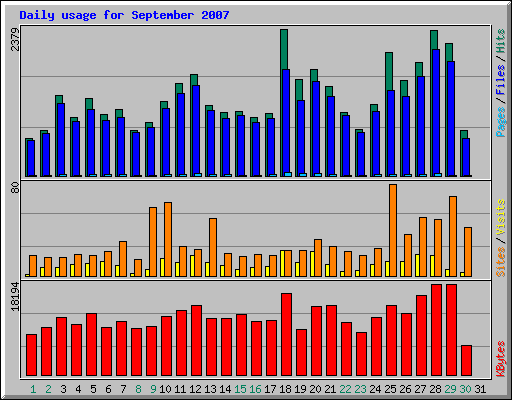 Daily usage for September 2007
2379
Pages / Files / Hits
80
Sites / Visits
18194
KBytes
1 2 3 4 5 6 7 8 9 10 11 12 13 14 15 16 17 18 19 20 21 22 23 24 25 26 27 28 29 30 31